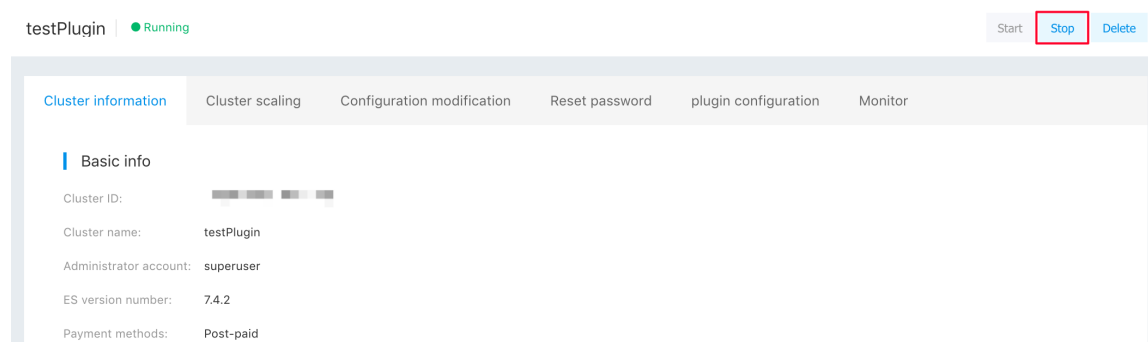 testPlugin Running Start Stop Delete
Cluster information Cluster scaling Configuration modification Reset password plugin configuration Monitor
Basic info
Cluster ID:
Cluster name: testPlugin
Administrator account: superuser
ES version number: 7.4.2
Payment methods: Post-paid